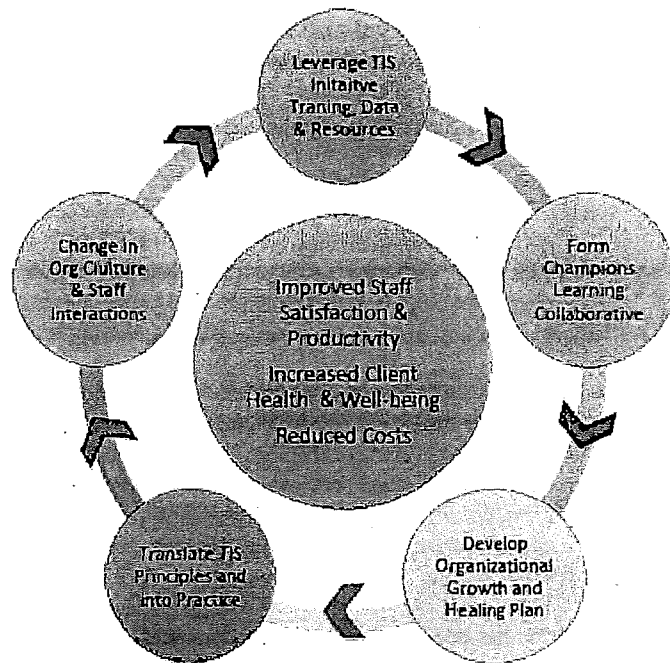 Leverage TIS
Initaitve
Traning, Data
& Resources
Form
Champions
Learning
Collaborative
Develop
Organizational
Growth and
Healing Plan
Translate TIS
Principles and
into Practice
Change in
Org Clulture
& Staff
Interactions
Improved Staff
Satisfaction &
Productivity
Increased Client
Health & Well-being
Reduced Costs